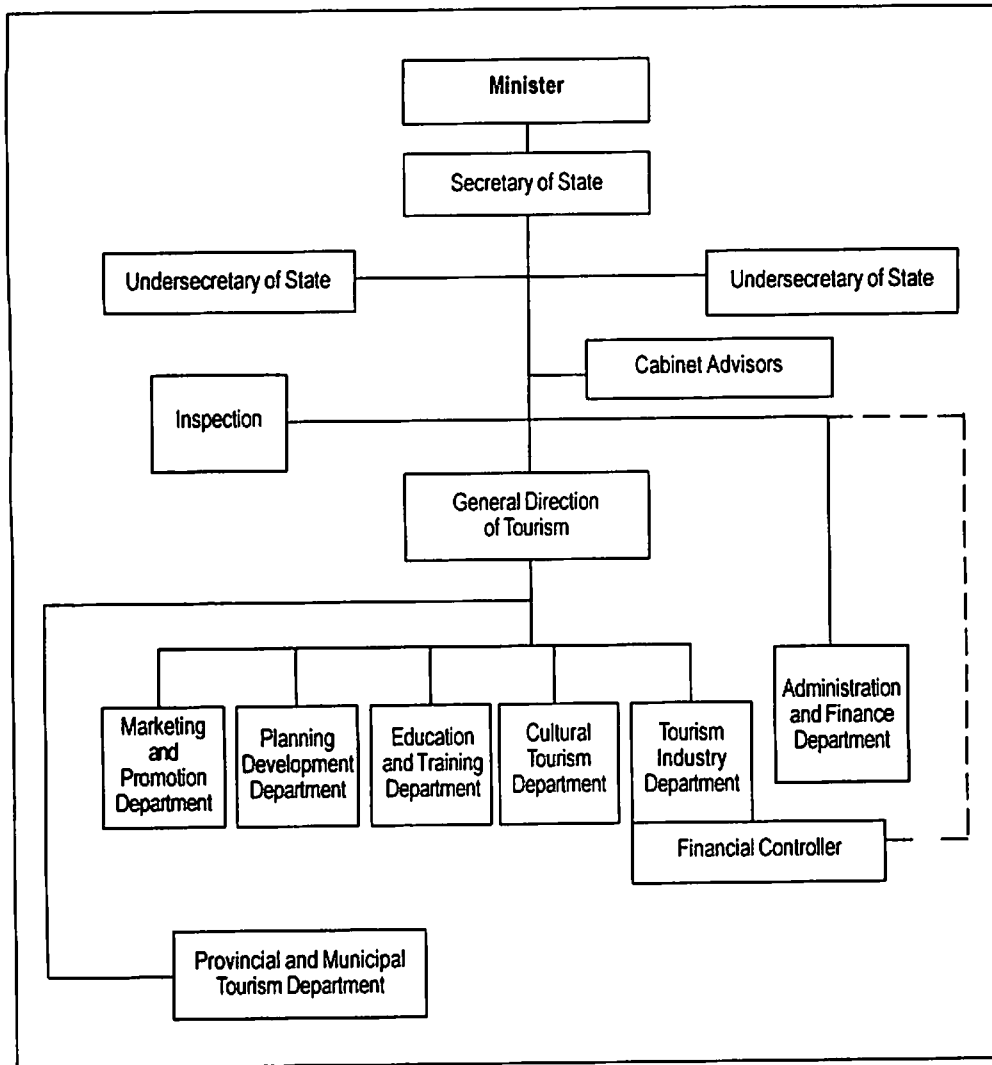 Minister
Secretary of State
Undersecretary of State
Undersecretary of State
Cabinet Advisors
Inspection
General Direction
of Tourism
Marketing
and
Promotion
Department
Planning
Development
Department
Education
and Training
Department
Cultural
Tourism
Department
Tourism
Industry
Department
Administration
and Finance
Department
Financial Controller
Provincial and Municipal
Tourism Department